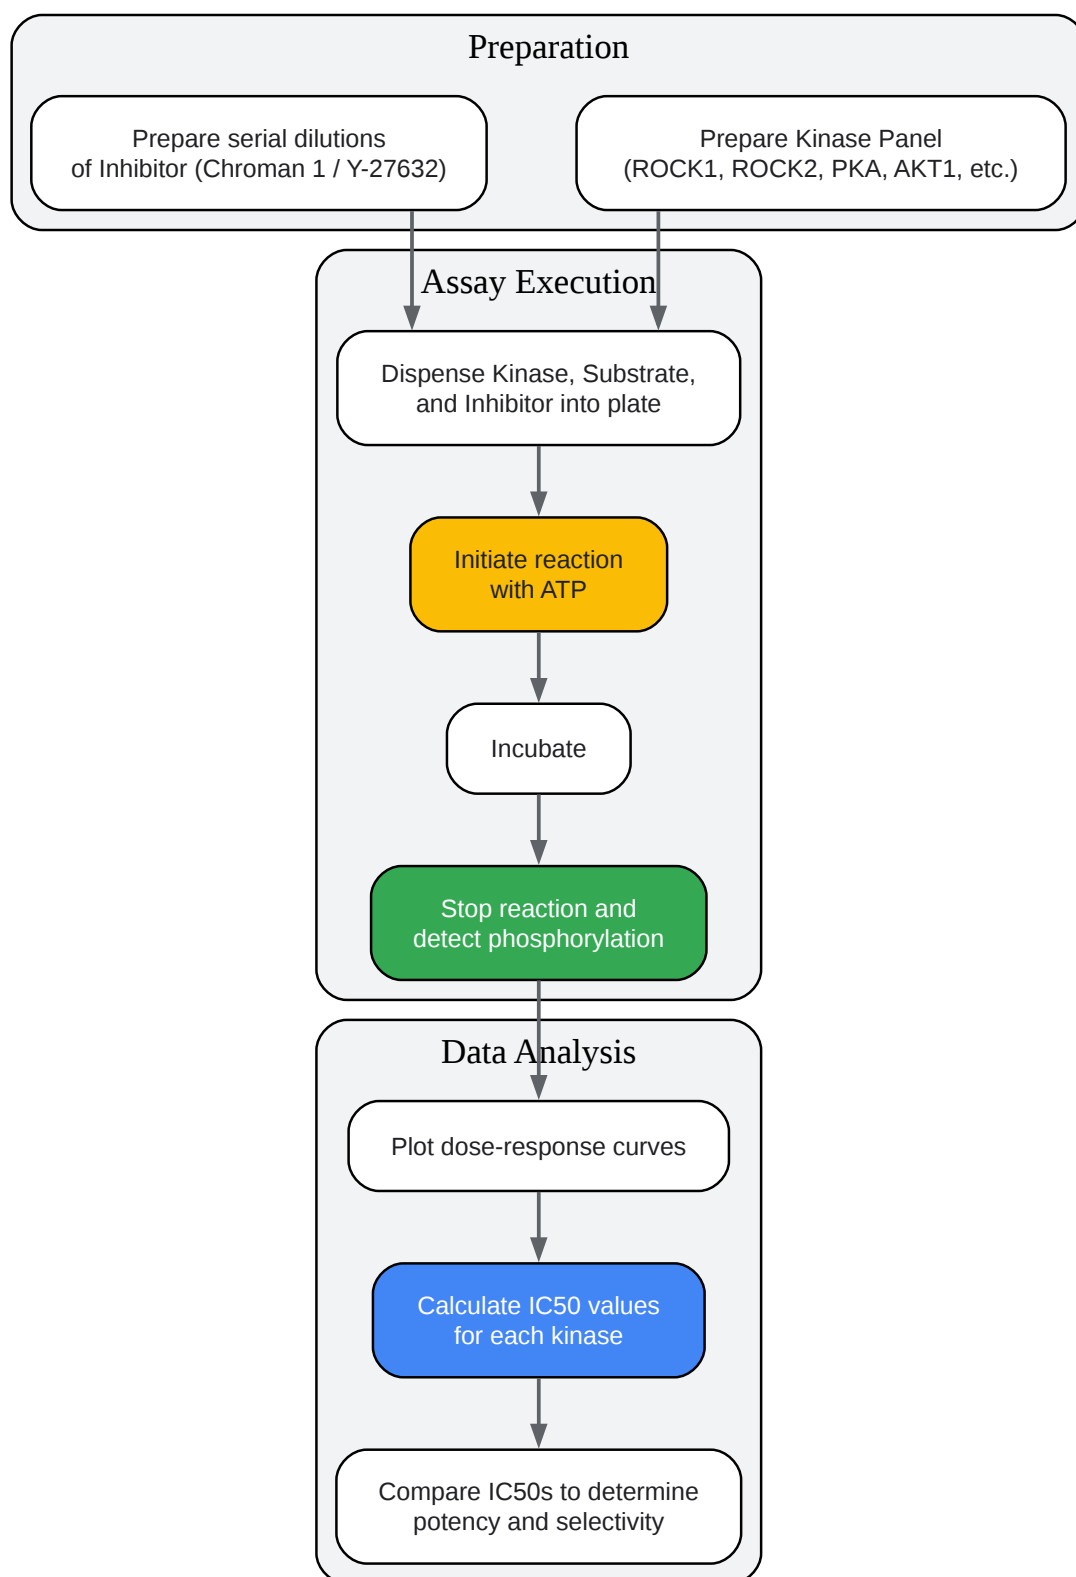 Preparation
Prepare serial dilutions
of Inhibitor (Chroman 1 / Y-27632)
Prepare Kinase Panel
(ROCK1, ROCK2, PKA, AKT1, etc.)
Assay Execution
Dispense Kinase, Substrate,
and Inhibitor into plate
Initiate reaction
with ATP
Incubate
Stop reaction and
detect phosphorylation
Data Analysis
Plot dose-response curves
Calculate IC50 values
for each kinase
Compare IC50s to determine
potency and selectivity